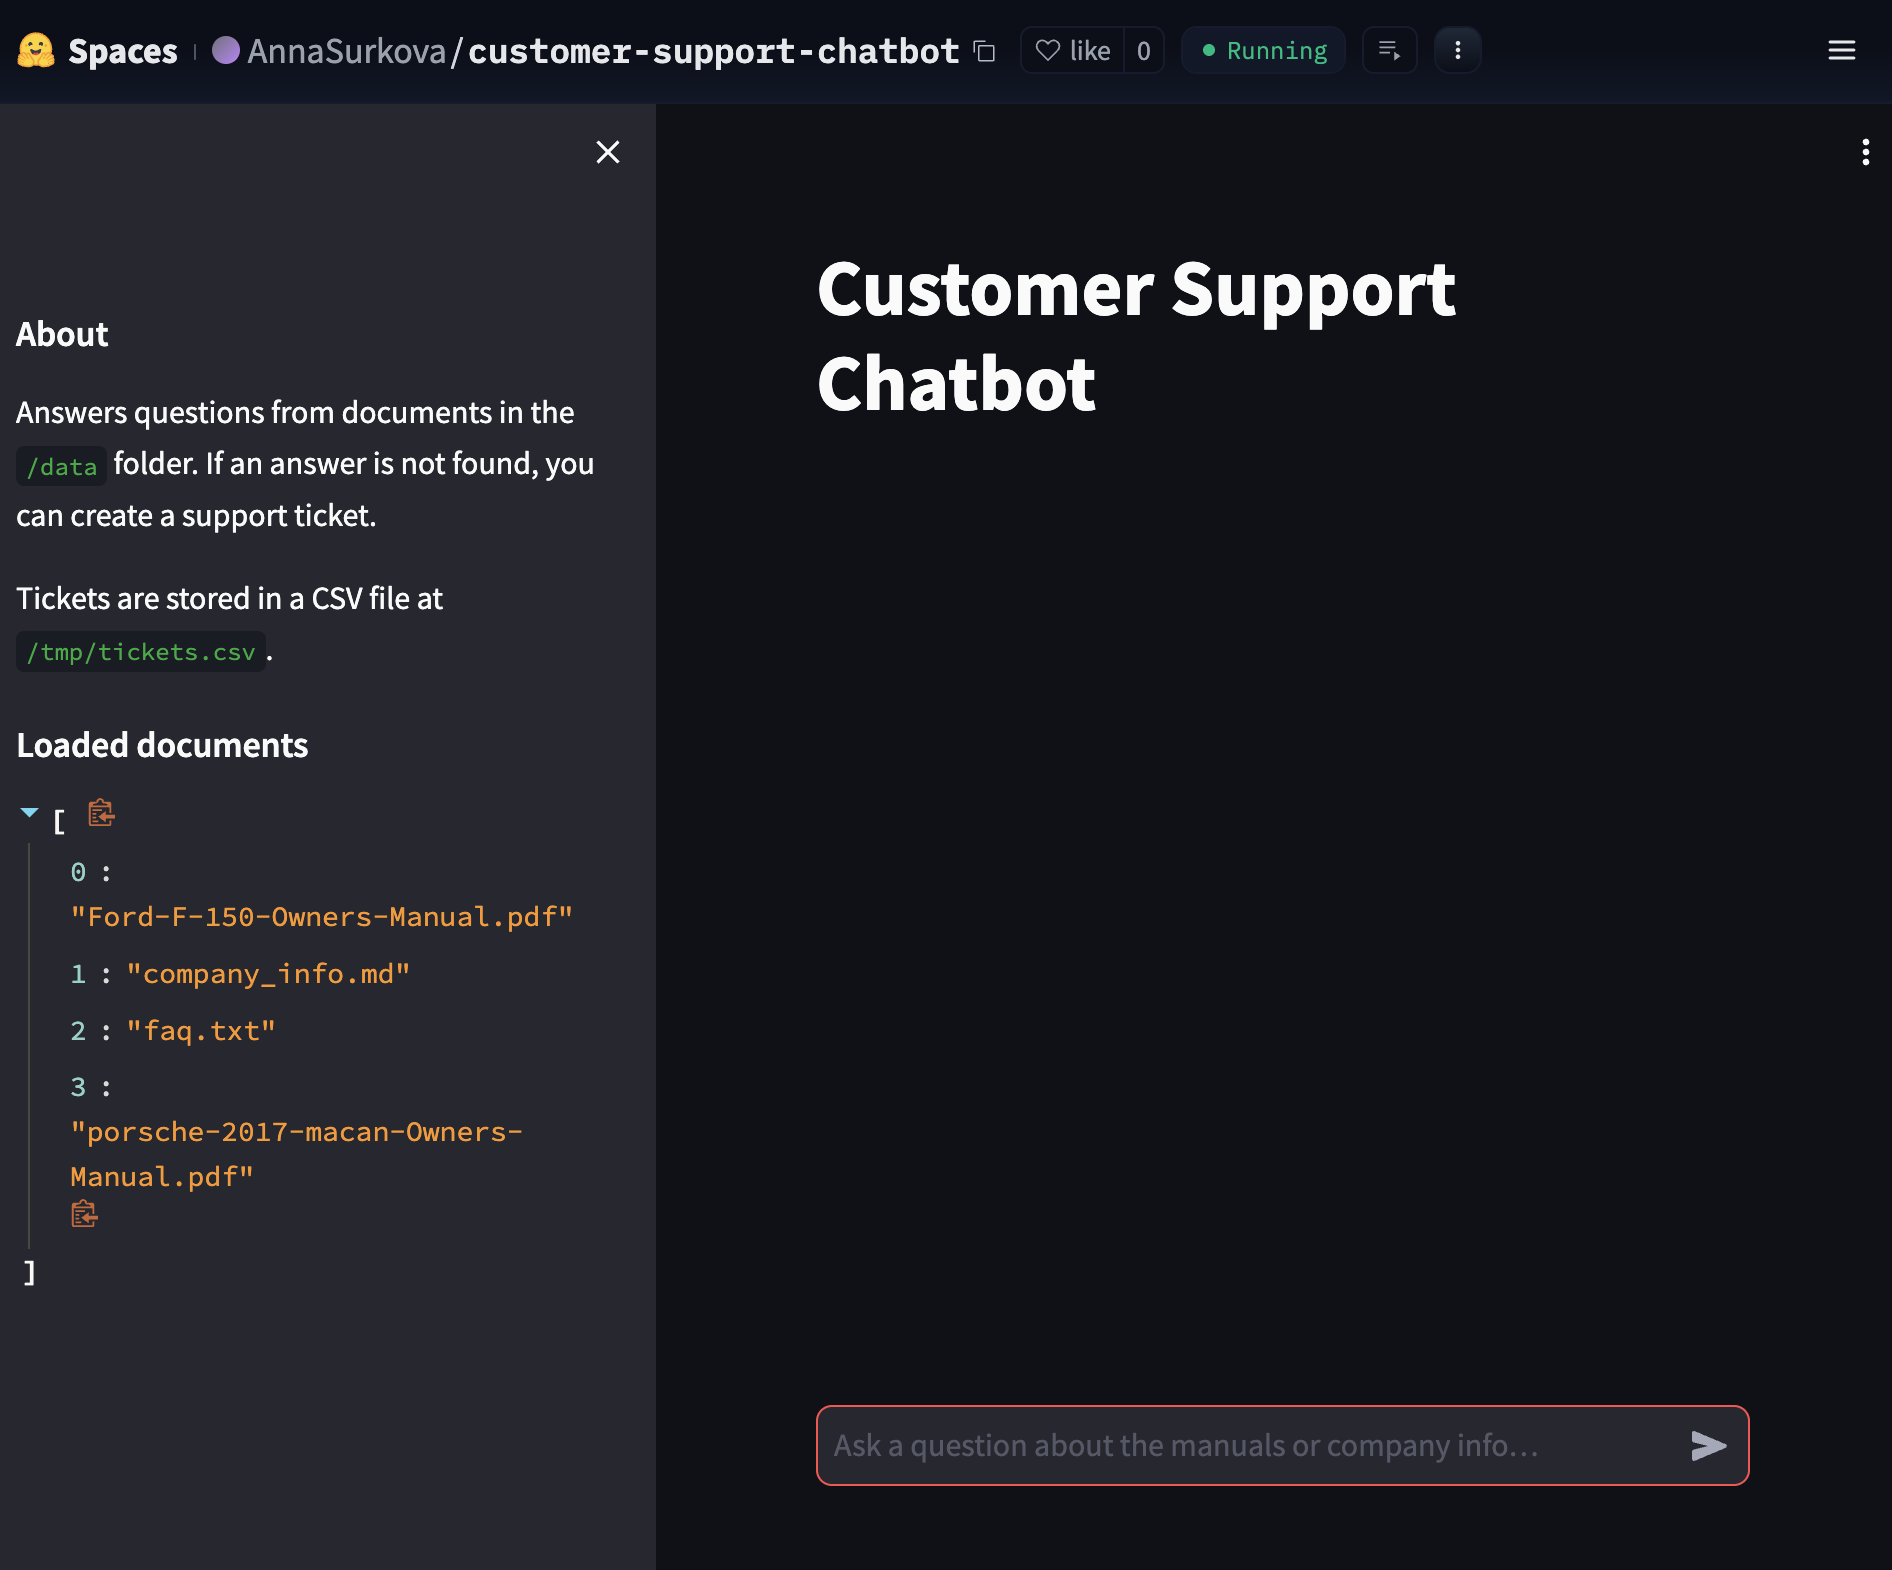 Spaces
AnnaSurkova/customer-support-chatbot
like 0
Running
About
Answers questions from documents in the
/data folder. If an answer is not found, you
can create a support ticket.
Tickets are stored in a CSV file at
/tmp/tickets.csv .
Loaded documents
[
0 :
"Ford-F-150-Owners-Manual.pdf"
1 : "company_info.md"
2 : "faq.txt"
3 :
"porsche-2017-macan-Owners-
Manual.pdf"
]
Customer Support
Chatbot
Ask a question about the manuals or company info…